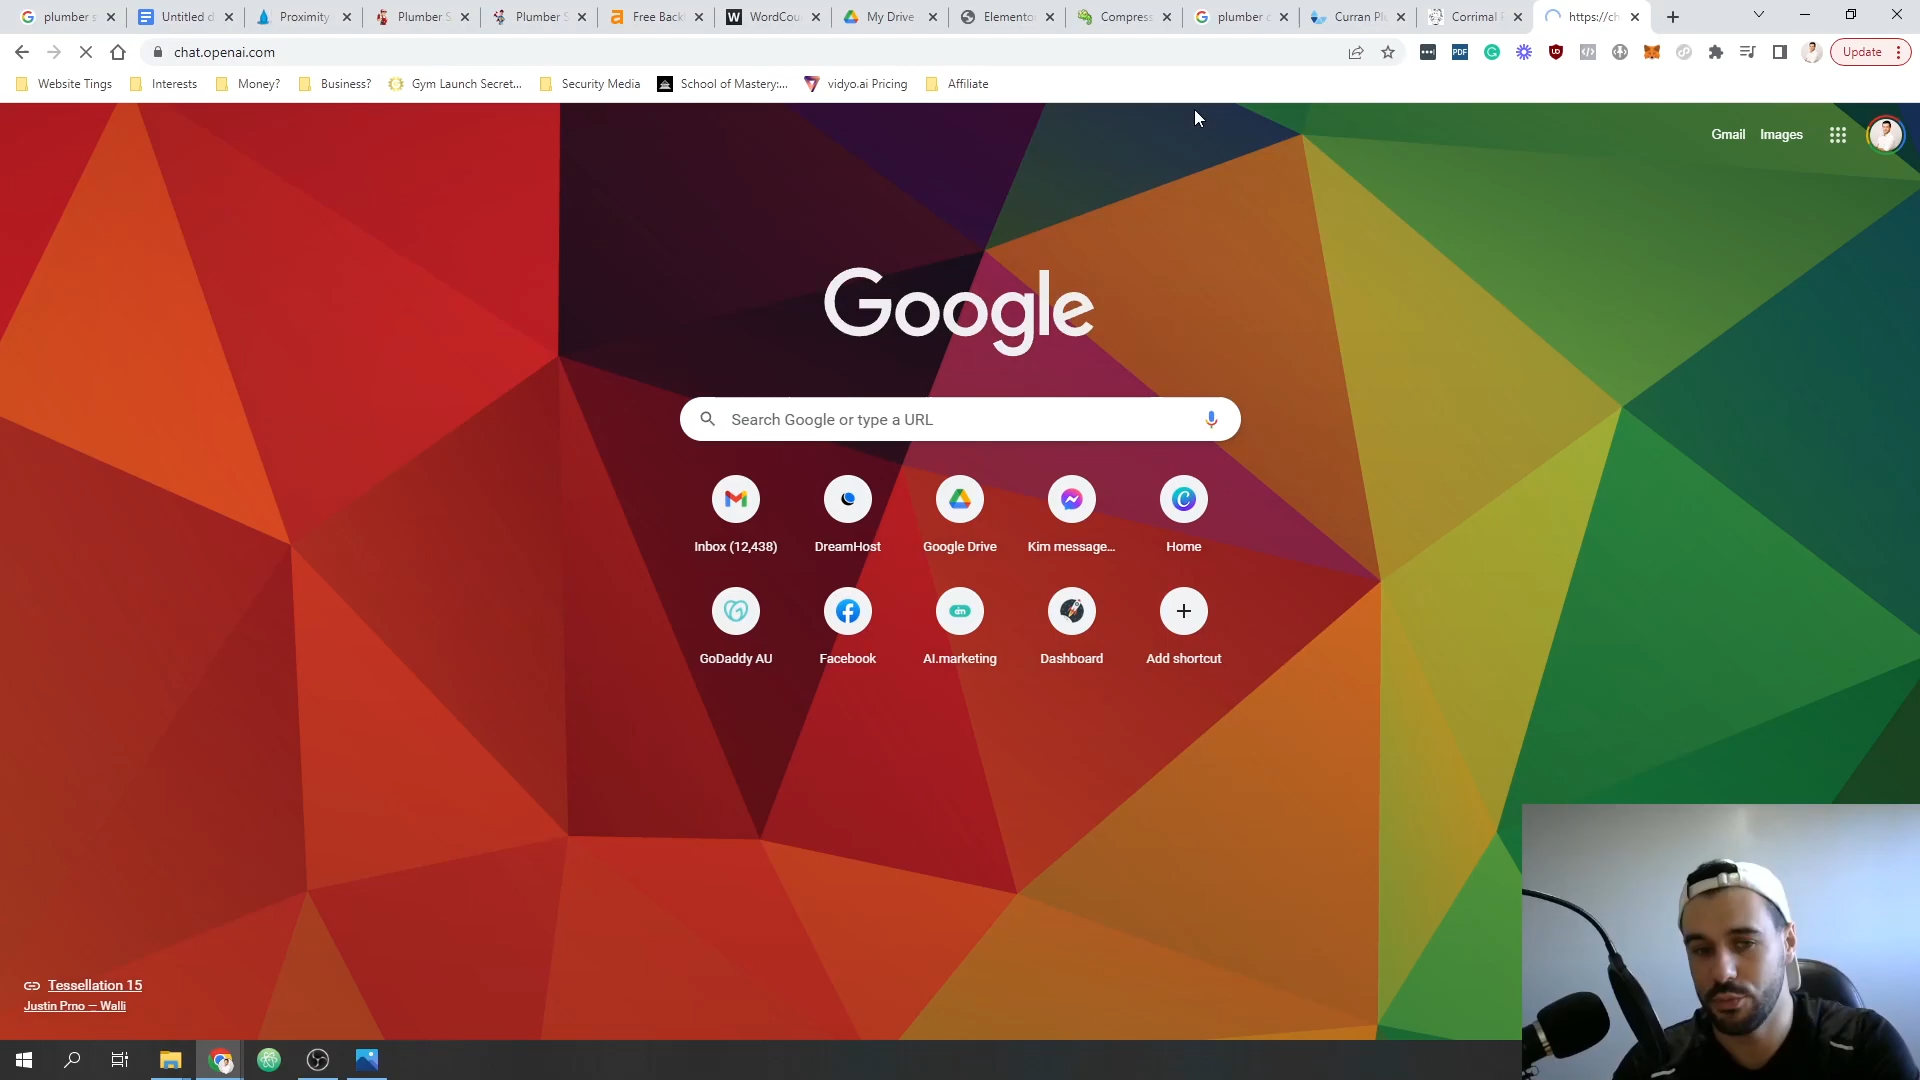 plumber s
Untitled d
Proximity
Plumber S
Plumber S
Free Back
WordCou
My Drive
Elemento
Compress
plumber c
Curran Plu
Corrimal P
https://ch
chat.openai.com
Update
Website Tings
Interests
Money?
Business?
Gym Launch Secret...
Security Media
School of Mastery:...
vidyo.ai Pricing
Affiliate
Gmail
Images
Google
Search Google or type a URL
Inbox (12,438)
DreamHost
Google Drive
Kim message...
Home
GoDaddy AU
Facebook
AI.marketing
Dashboard
Add shortcut
Tessellation 15
Justin Prno — Walli